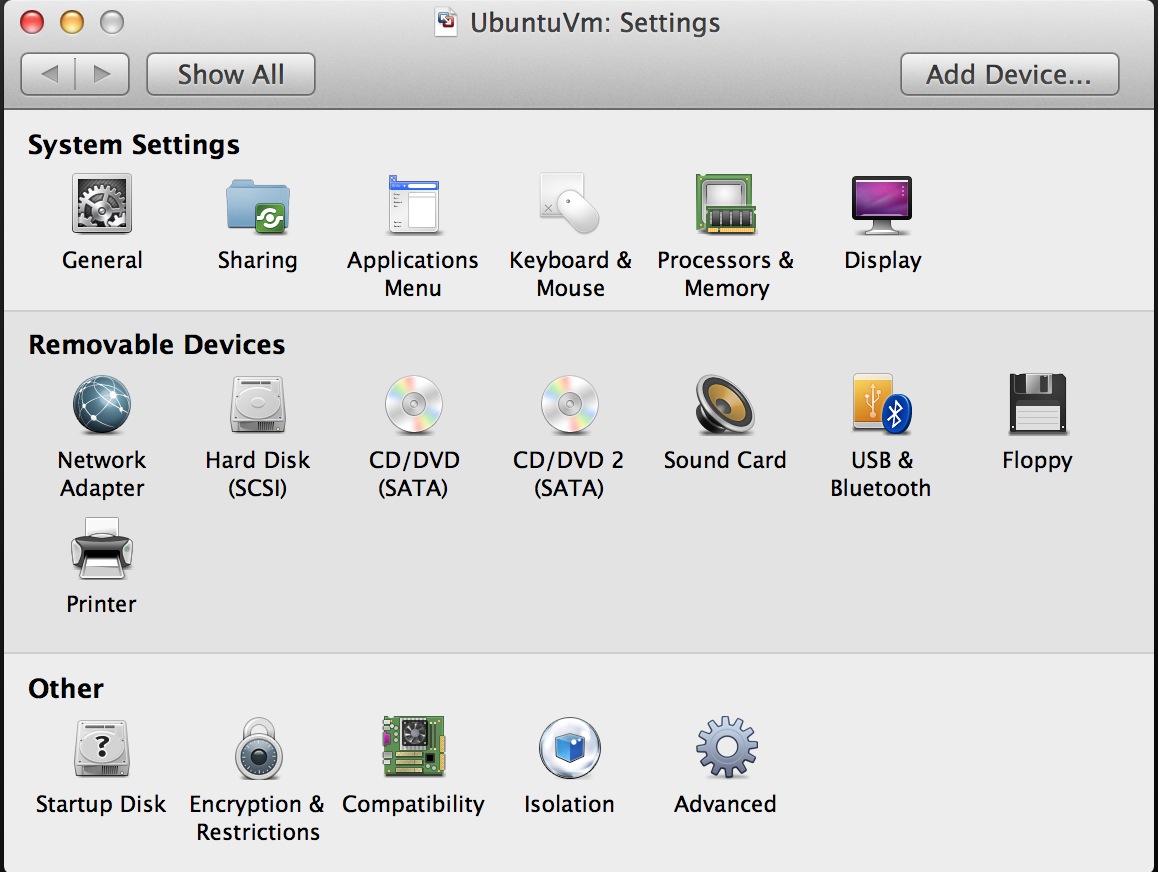 UbuntuVm: Settings
Show All
Add Device...
System Settings
General
Sharing
Applications Menu
Keyboard & Mouse
Processors & Memory
Display
Removable Devices
Network Adapter
Hard Disk (SCSI)
CD/DVD (SATA)
CD/DVD 2 (SATA)
Sound Card
USB & Bluetooth
Floppy
Printer
Other
Startup Disk
Encryption & Restrictions
Compatibility
Isolation
Advanced